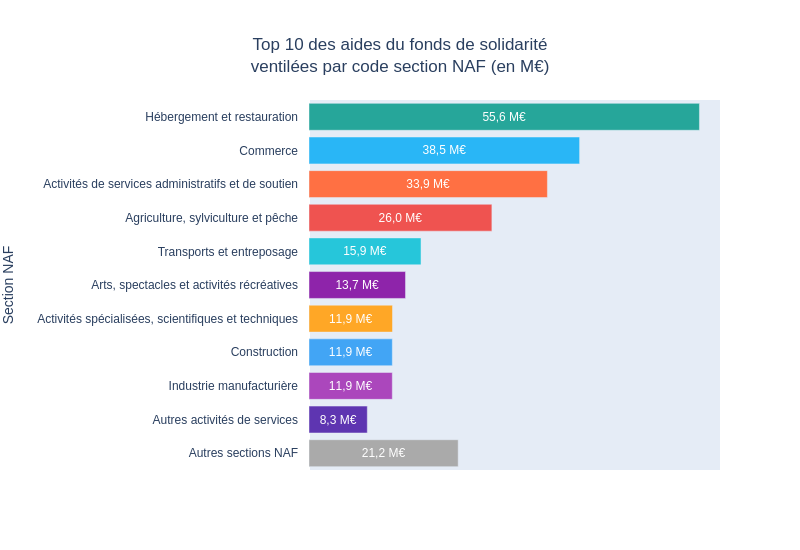 Top 10 des aides du fonds de solidarité
ventilées par code section NAF (en M€)
Section NAF
Hébergement et restauration 55,6 M€
Commerce 38,5 M€
Activités de services administratifs et de soutien 33,9 M€
Agriculture, sylviculture et pêche 26,0 M€
Transports et entreposage 15,9 M€
Arts, spectacles et activités récréatives 13,7 M€
Activités spécialisées, scientifiques et techniques 11,9 M€
Construction 11,9 M€
Industrie manufacturière 11,9 M€
Autres activités de services 8,3 M€
Autres sections NAF 21,2 M€